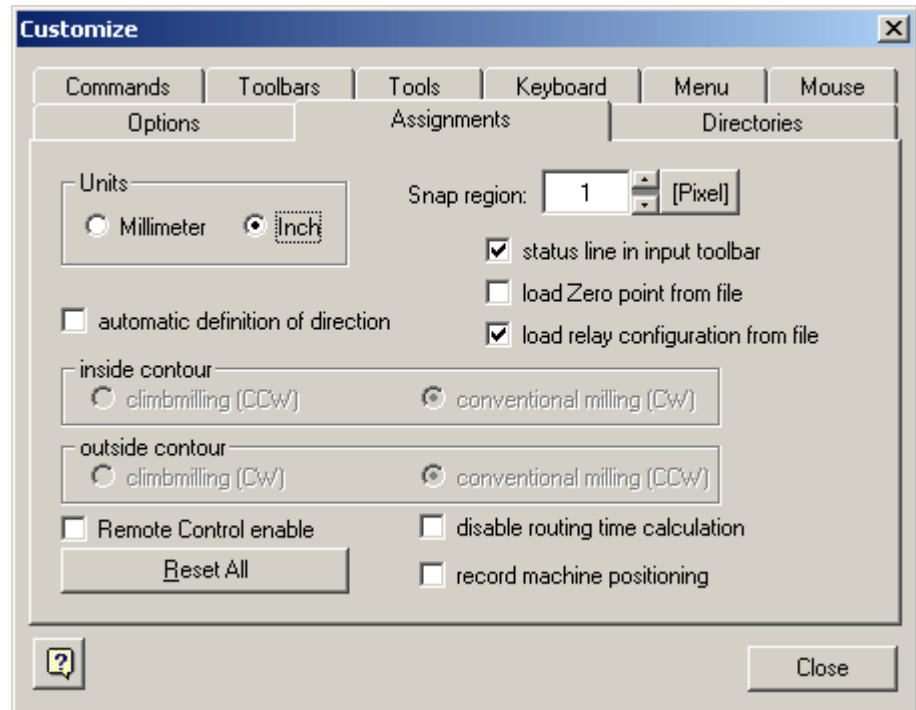 Customize
Commands Toolbars Tools Keyboard Menu Mouse
Options Assignments Directories
Units
Millimeter Inch
Snap region: 1 [Pixel]
status line in input toolbar
load Zero point from file
automatic definition of direction
load relay configuration from file
inside contour
climbmilling (CCW) conventional milling (CW)
outside contour
climbmilling (CW) conventional milling (CCW)
Remote Control enable
disable routing time calculation
Reset All
record machine positioning
?
Close